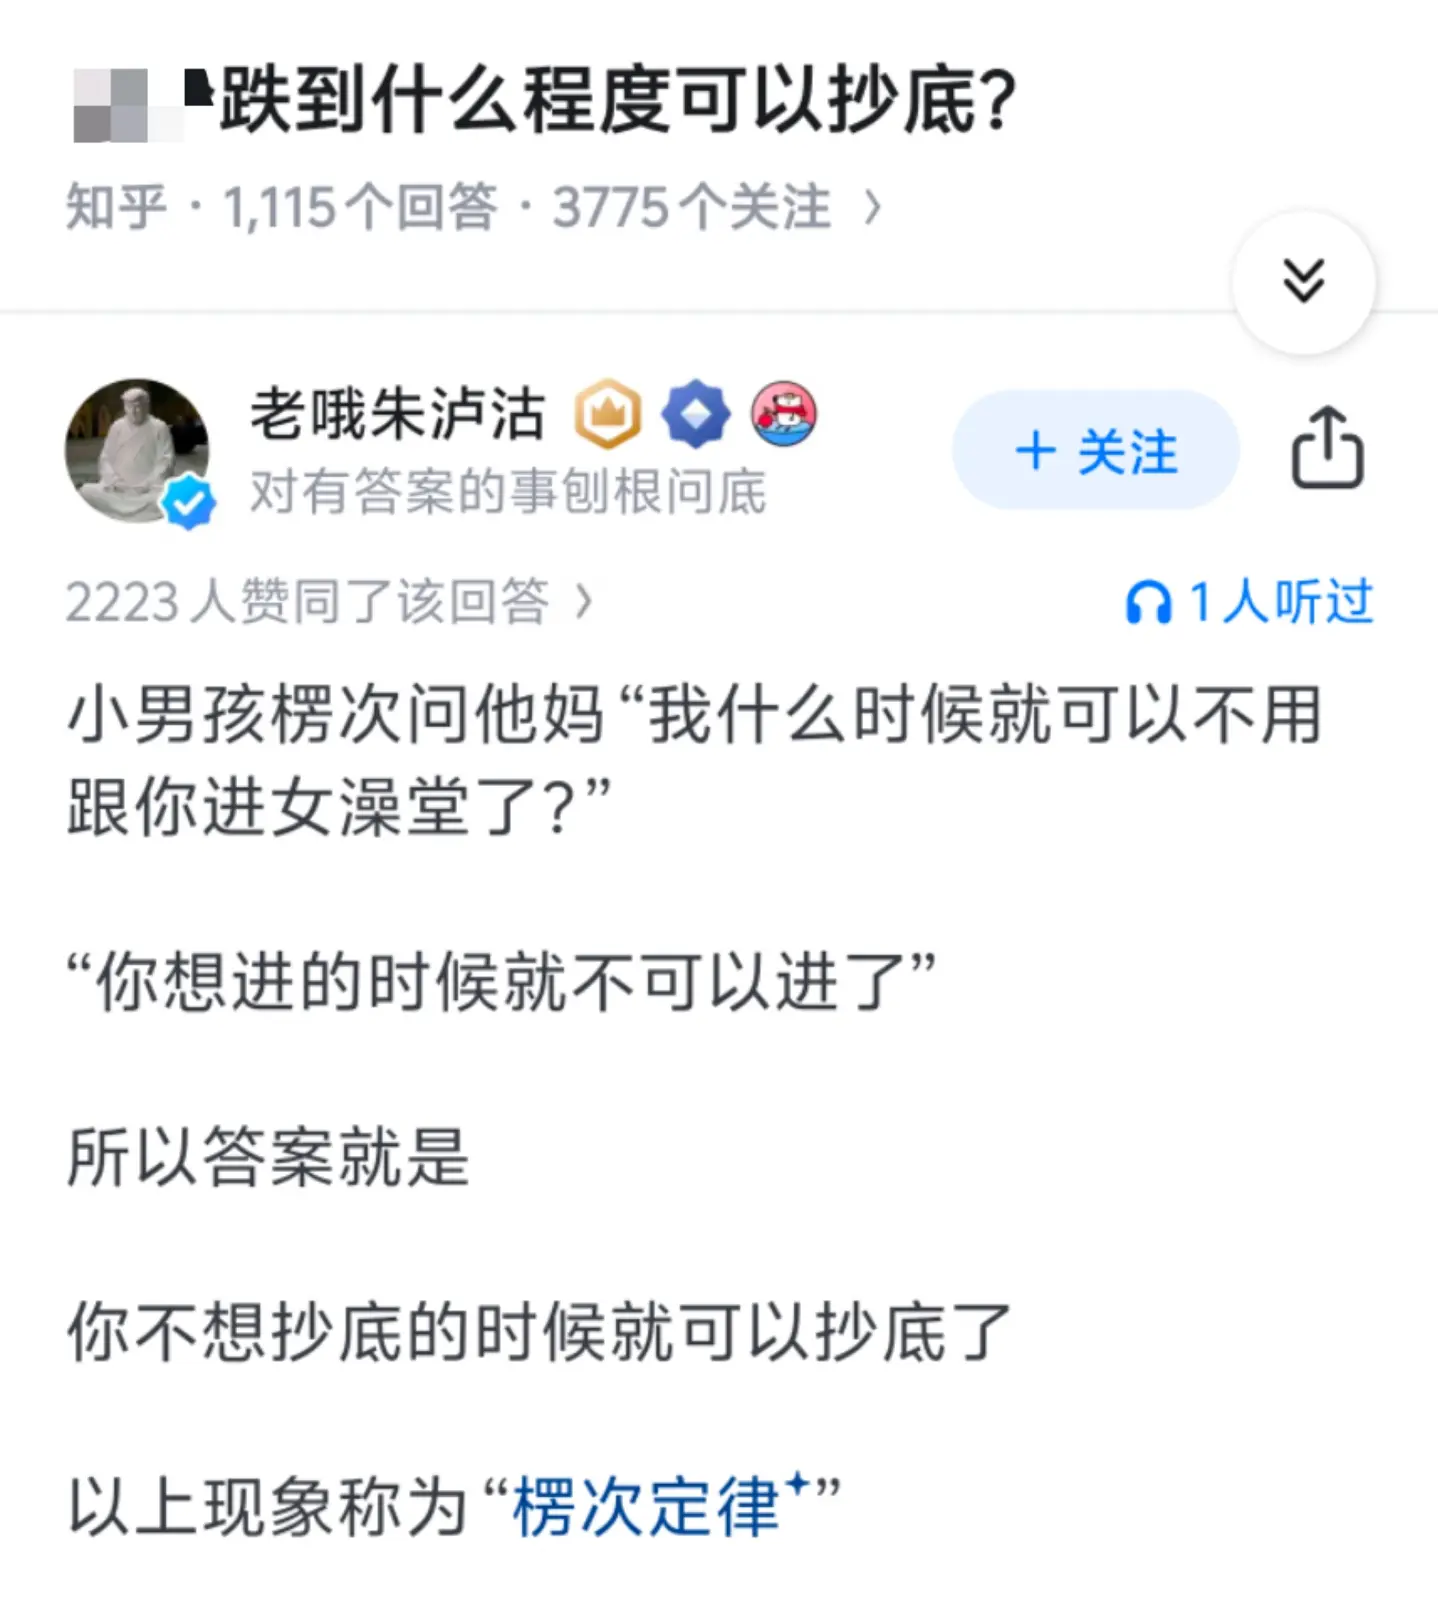 跌到什么程度可以抄底?
知乎 · 1,115个回答 · 3775个关注 >
老哦朱泸沽
+ 关注
对有答案的事刨根问底
2223人赞同了该回答 >
1人听过
小男孩楞次问他妈“我什么时候就可以不用
跟你进女澡堂了?”
“你想进的时候就不可以进了”
所以答案就是
你不想抄底的时候就可以抄底了
以上现象称为“楞次定律”